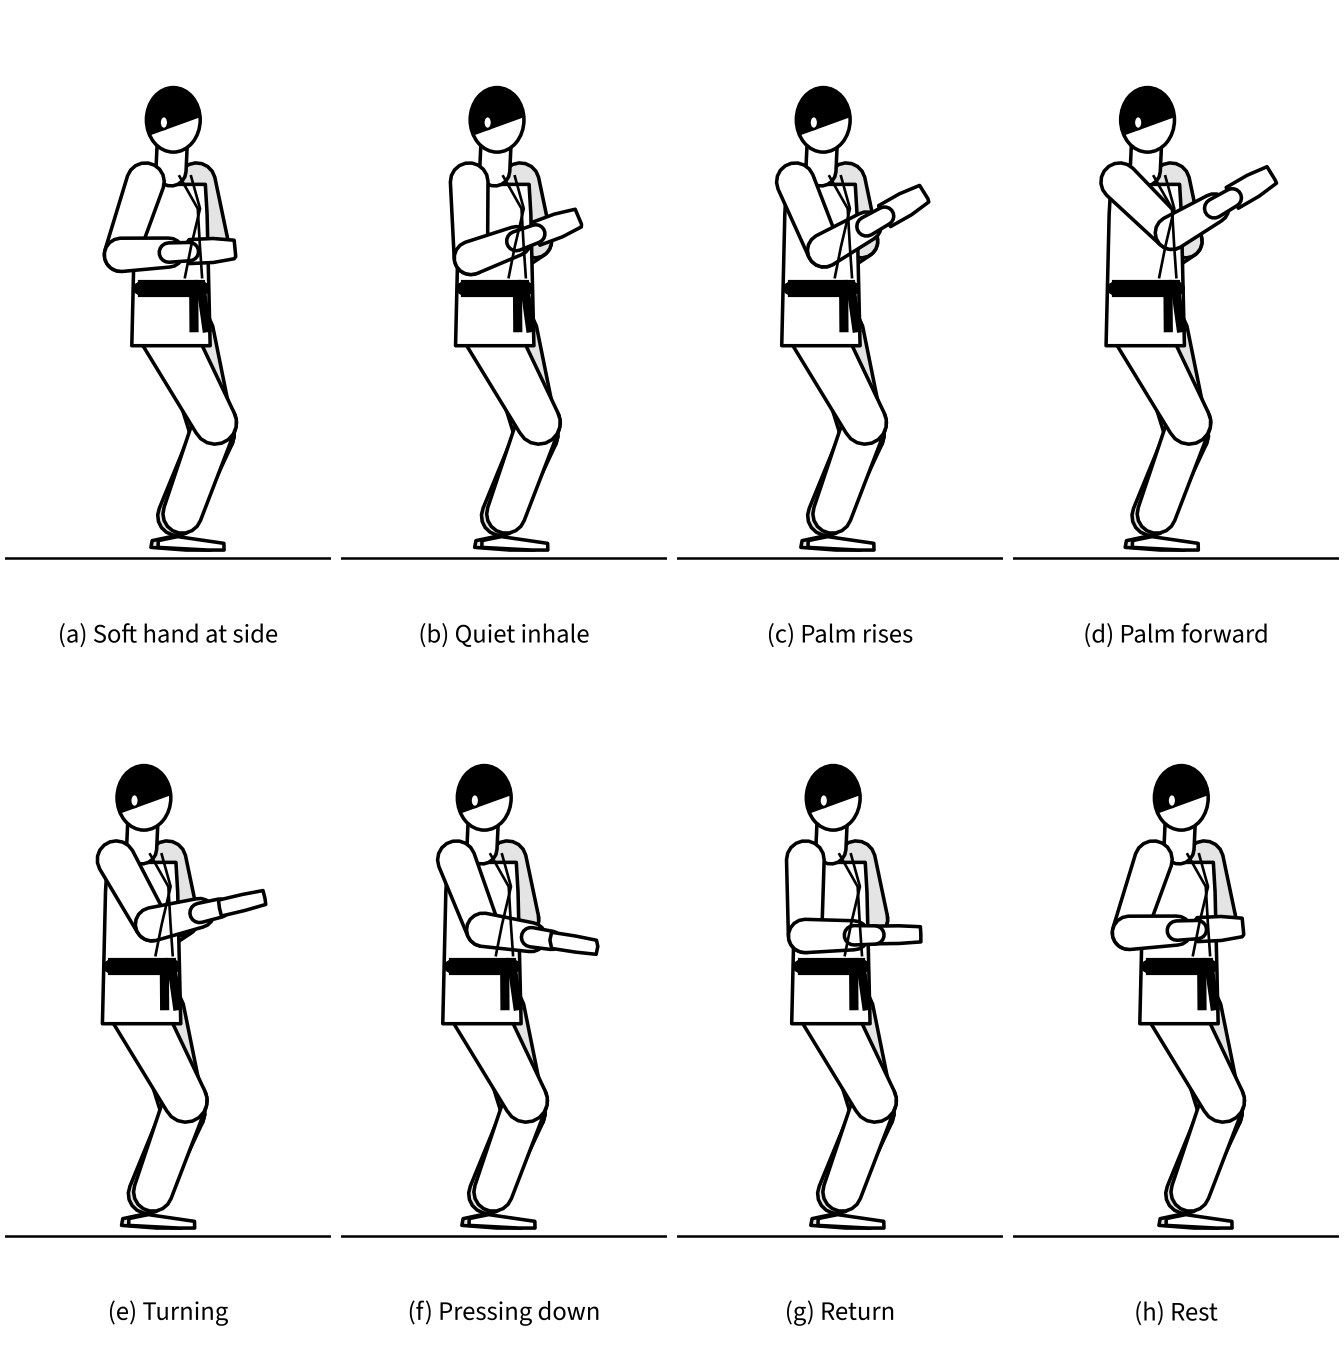 (a) Soft hand at side
(b) Quiet inhale
(c) Palm rises
(d) Palm forward
(e) Turning
(f) Pressing down
(g) Return
(h) Rest